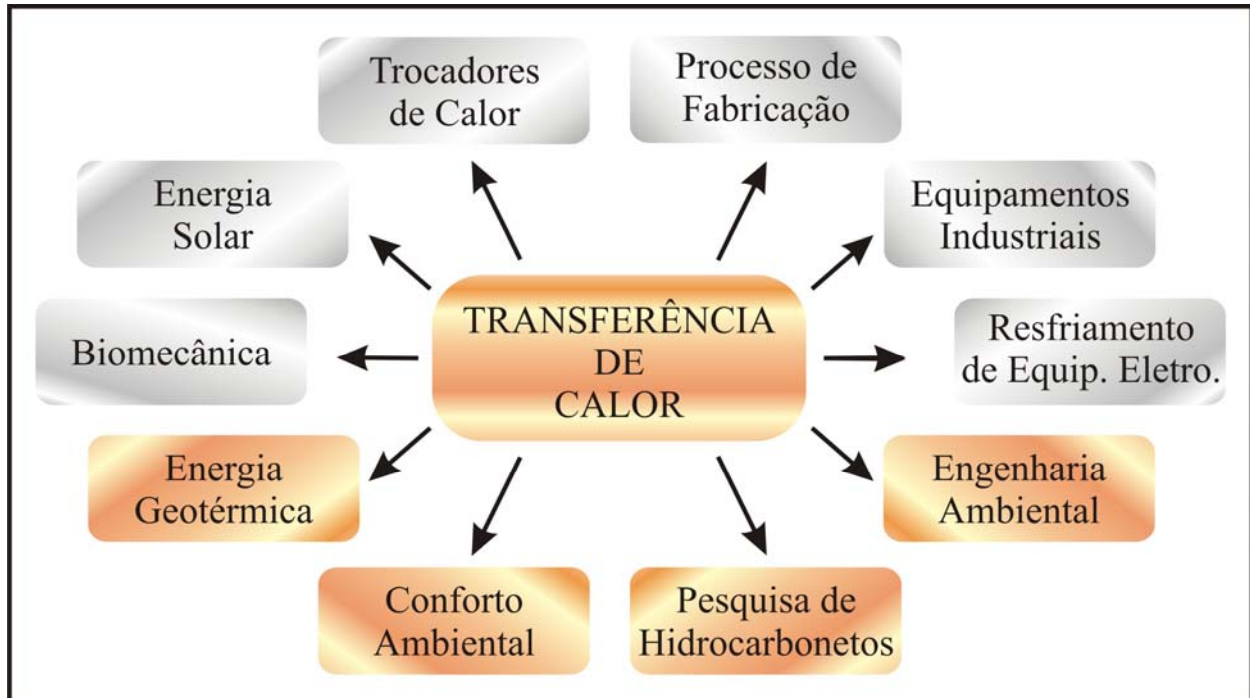 Trocadores
de Calor
Processo de
Fabricação
Energia
Solar
Equipamentos
Industriais
TRANSFERÊNCIA
DE
CALOR
Biomecânica
Resfriamento
de Equip. Eletro.
Energia
Geotérmica
Engenharia
Ambiental
Conforto
Ambiental
Pesquisa de
Hidrocarbonetos